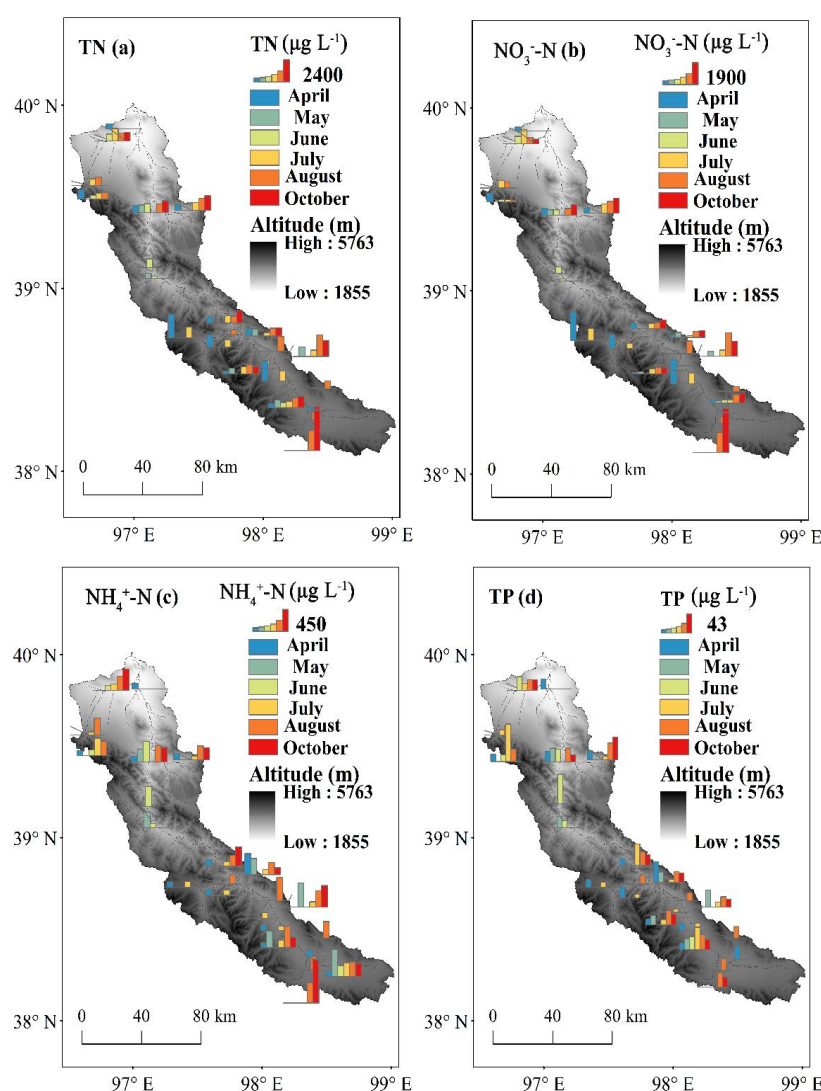 TN (a)
TN (µg L⁻¹)
2400
April
May
June
July
August
October
Altitude (m)
High : 5763
Low : 1855
40° N
39° N
38° N
0 40 80 km
97° E 98° E
NO₃⁻-N (b)
NO₃⁻-N (µg L⁻¹)
1900
April
May
June
July
August
October
Altitude (m)
High : 5763
Low : 1855
40° N
39° N
38° N
0 40 80 km
99° E 97° E 98° E 99° E
NH₄⁺-N (c)
NH₄⁺-N (µg L⁻¹)
450
April
May
June
July
August
October
Altitude (m)
High : 5763
Low : 1855
40° N
39° N
38° N
0 40 80 km
97° E 98° E 99° E
TP (d)
TP (µg L⁻¹)
43
April
May
June
July
August
October
Altitude (m)
High : 5763
Low : 1855
40° N
39° N
38° N
0 40 80 km
97° E 98° E 99° E